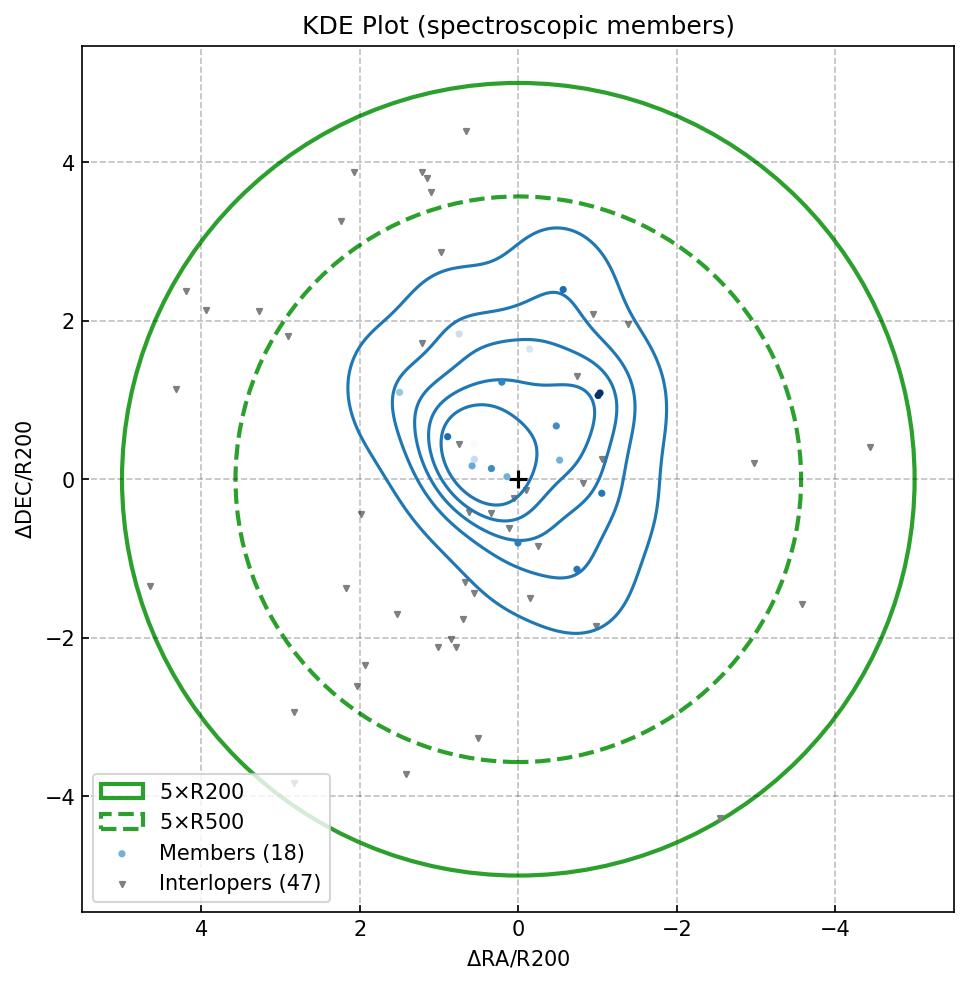 KDE Plot (spectroscopic members)
ΔDEC/R200
4
2
0
−2
−4
5×R200
5×R500
Members (18)
Interlopers (47)
4
2
0
−2
−4
ΔRA/R200